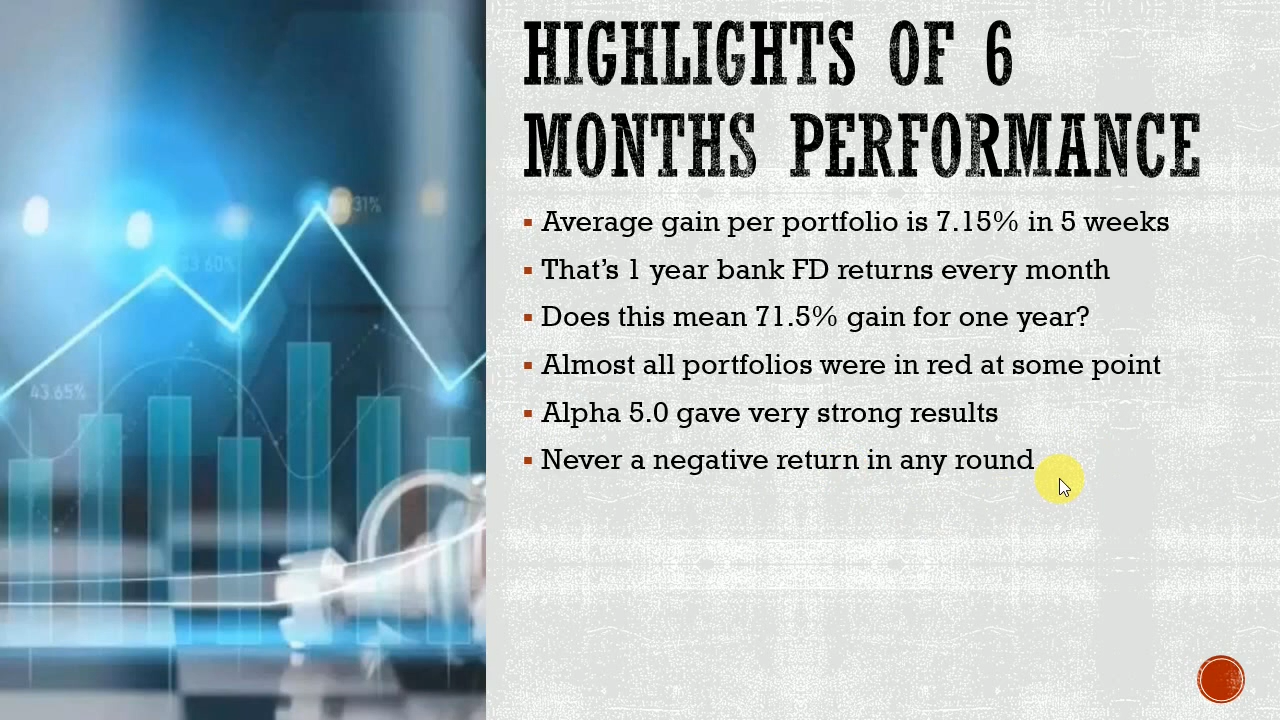 HIGHLIGHTS OF 6
MONTHS PERFORMANCE
Average gain per portfolio is 7.15% in 5 weeks
That's 1 year bank FD returns every month
Does this mean 71.5% gain for one year?
Almost all portfolios were in red at some point
Alpha 5.0 gave very strong results
Never a negative return in any round
43.65%